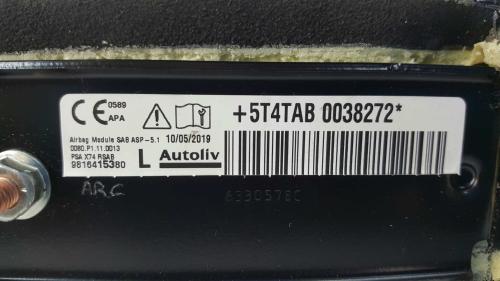 CE 0589
APA
+5T4TAB 0038272*
Airbag Module SAB ASP-5.1 10/05/2019
0080.P1.11.0013
PSA X74 RSAB
9816415380
L Autoliv
ARC
6330578C